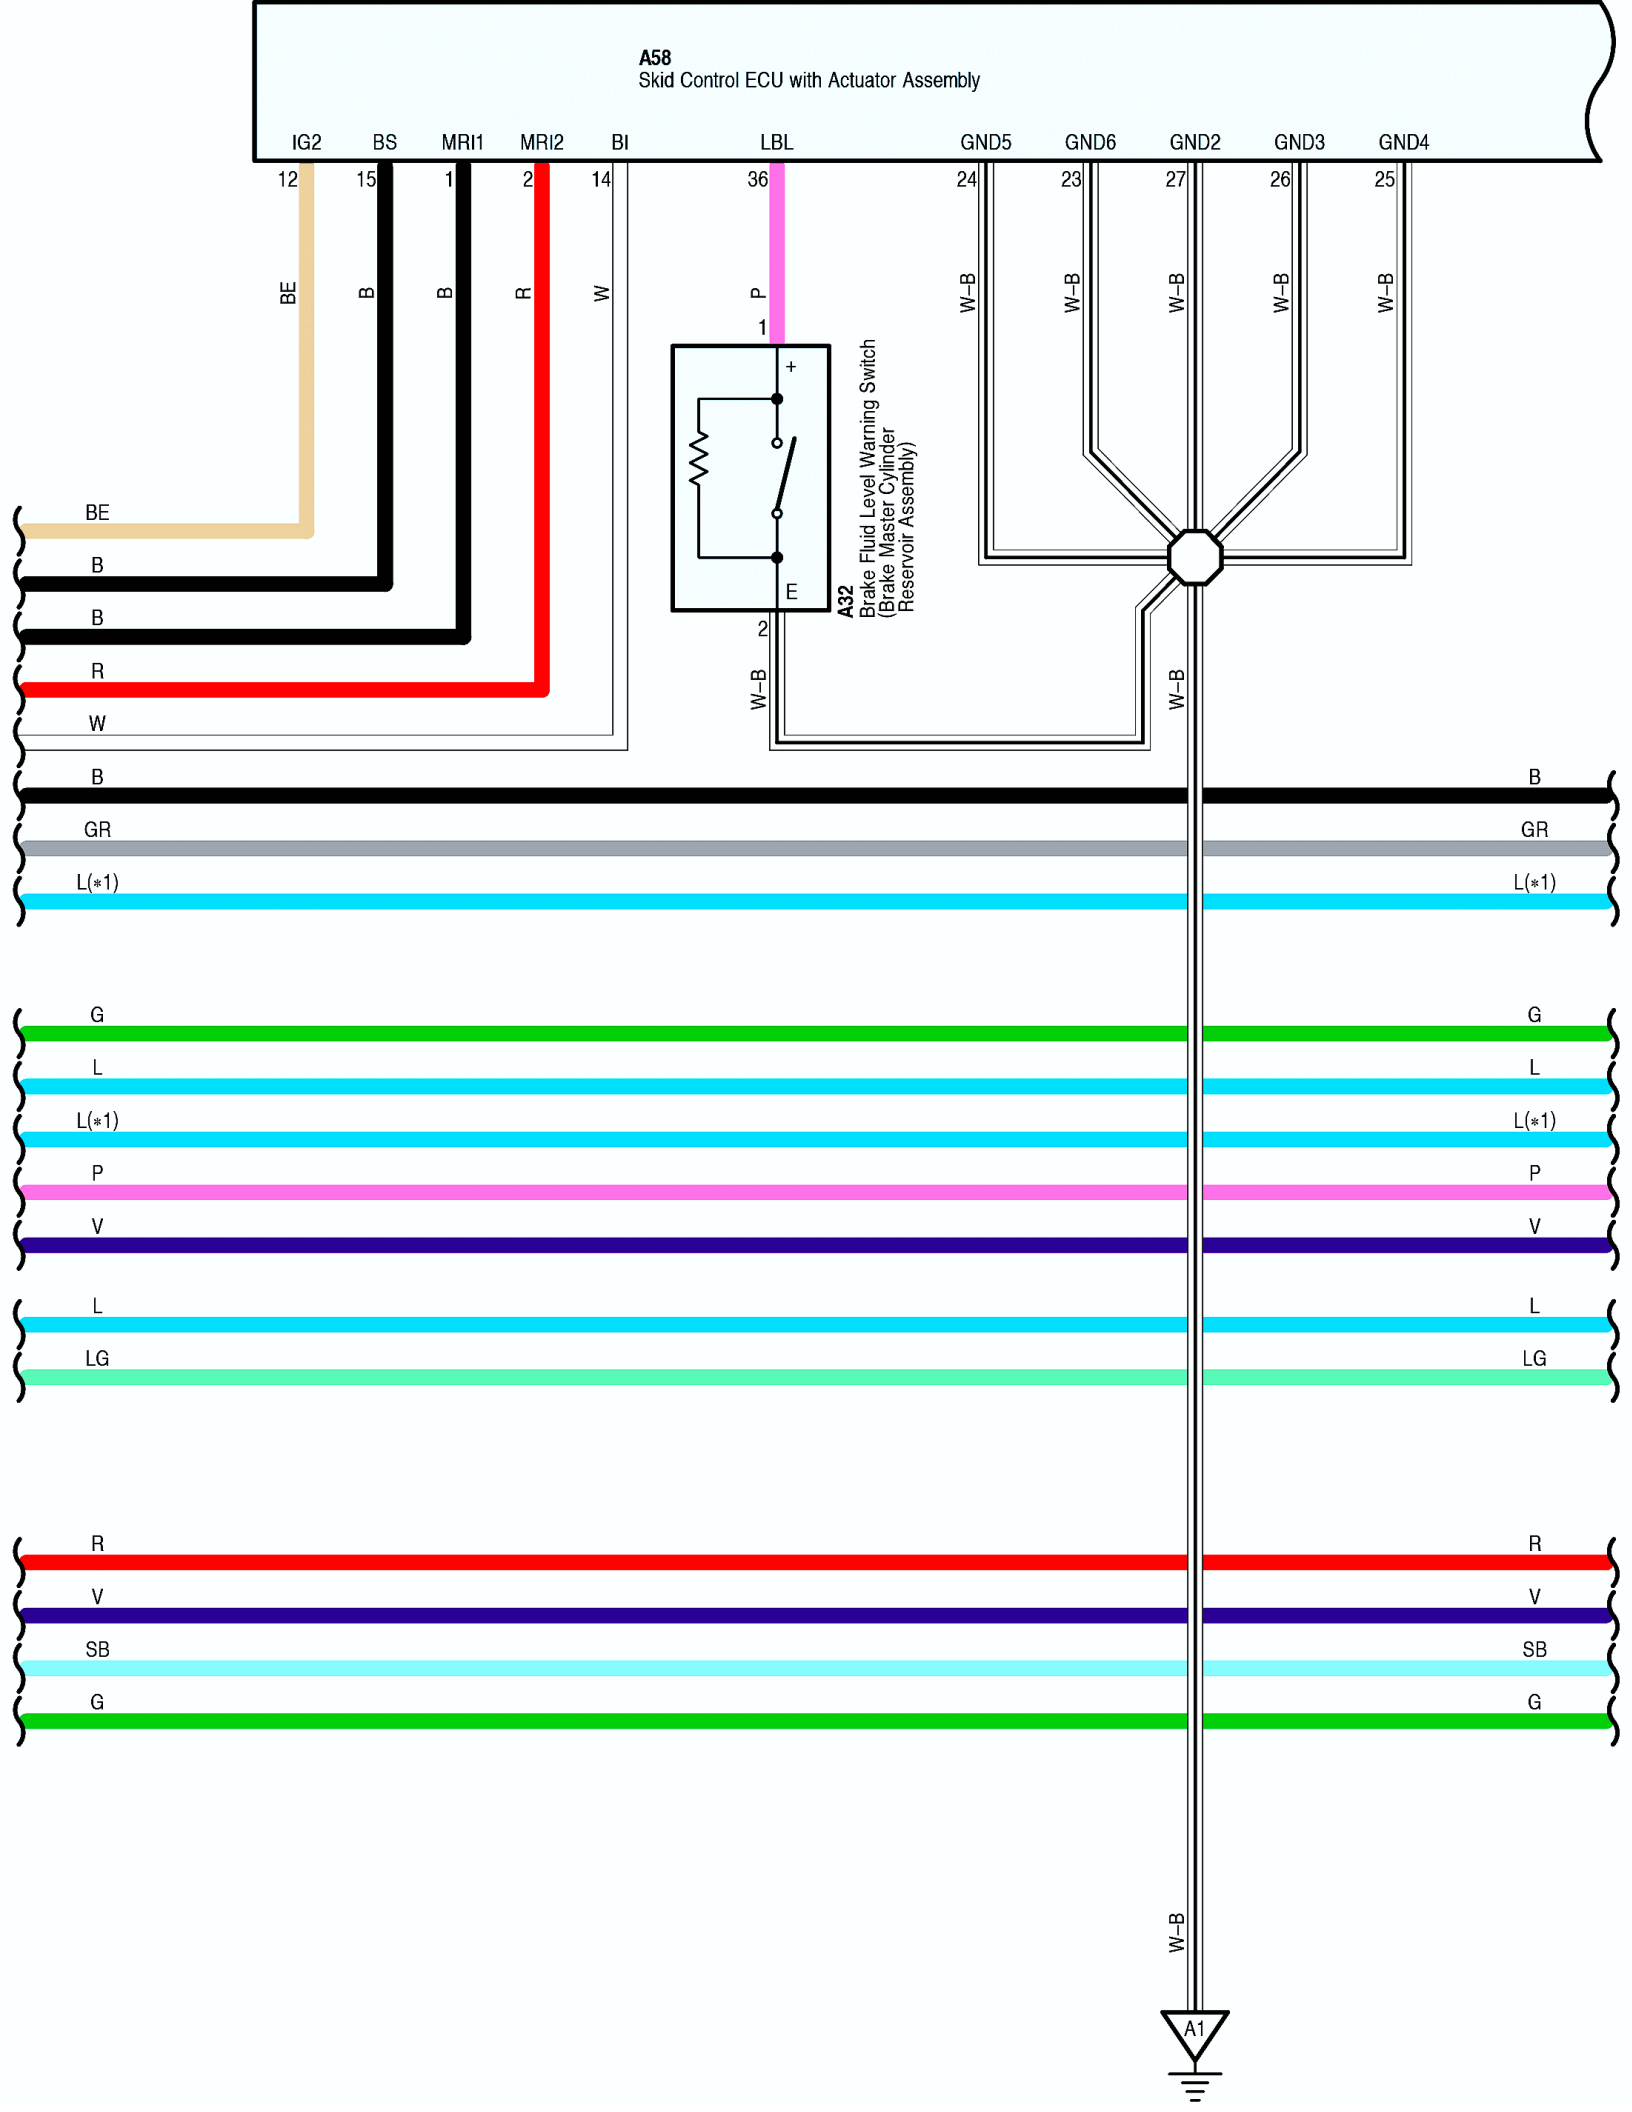 A58
Skid Control ECU with Actuator Assembly
IG2 BS MRI1 MRI2 BI LBL GND5 GND6 GND2 GND3 GND4
12 15 1 2 14 36 24 23 27 26 25
BE B B R W P W–B W–B W–B W–B W–B
1
+
E
A32
Brake Fluid Level Warning Switch
(Brake Master Cylinder
Reservoir Assembly)
2
W–B W–B
BE
B
B
R
W
B B
GR GR
L(*1) L(*1)
G G
L L
L(*1) L(*1)
P P
V V
L L
LG LG
R R
V V
SB SB
G G
W–B
A1